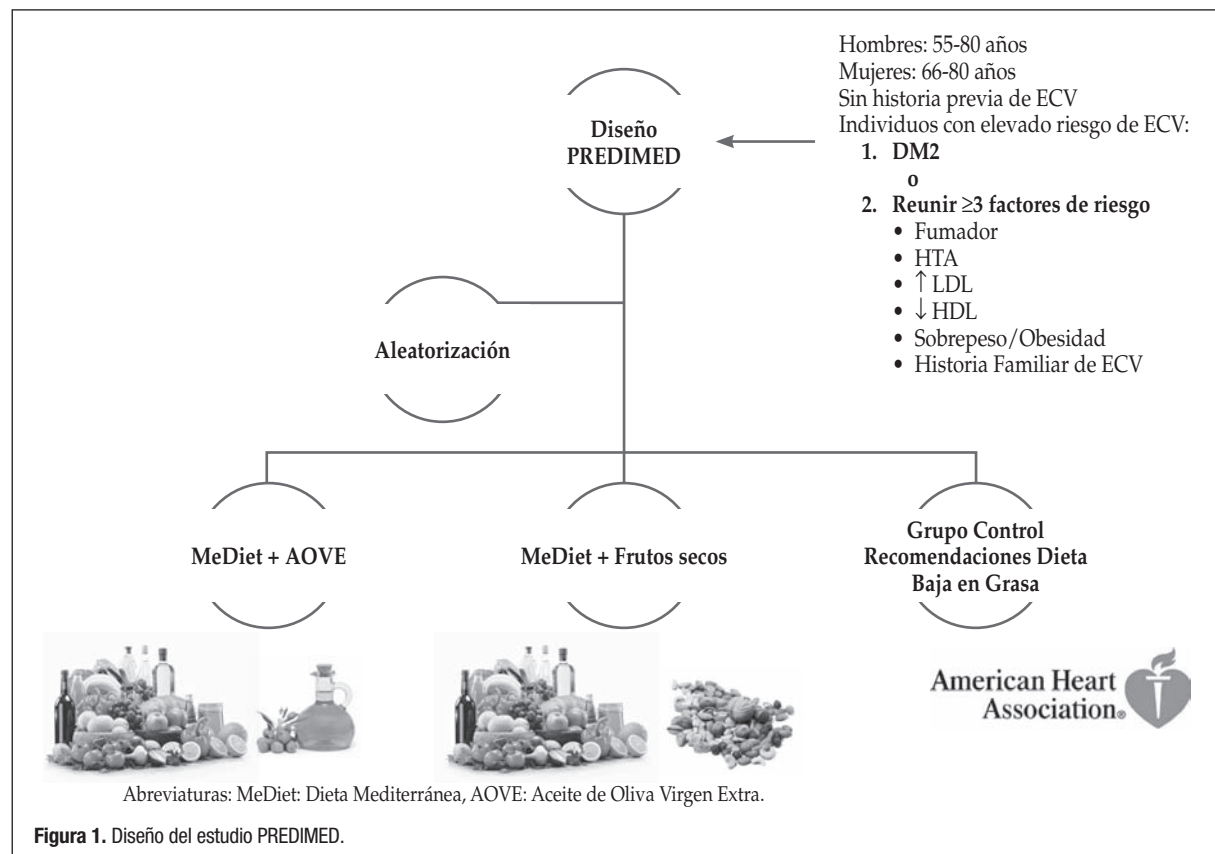 Hombres: 55-80 años
Mujeres: 66-80 años
Sin historia previa de ECV
Individuos con elevado riesgo de ECV:
1. DM2
o
2. Reunir ≥3 factores de riesgo
• Fumador
• HTA
• ↑ LDL
• ↓ HDL
• Sobrepeso/Obesidad
• Historia Familiar de ECV
Diseño
PREDIMED
Aleatorización
MeDiet + AOVE
MeDiet + Frutos secos
Grupo Control
Recomendaciones Dieta
Baja en Grasa
American Heart
Association®
Abreviaturas: MeDiet: Dieta Mediterránea, AOVE: Aceite de Oliva Virgen Extra.
Figura 1. Diseño del estudio PREDIMED.